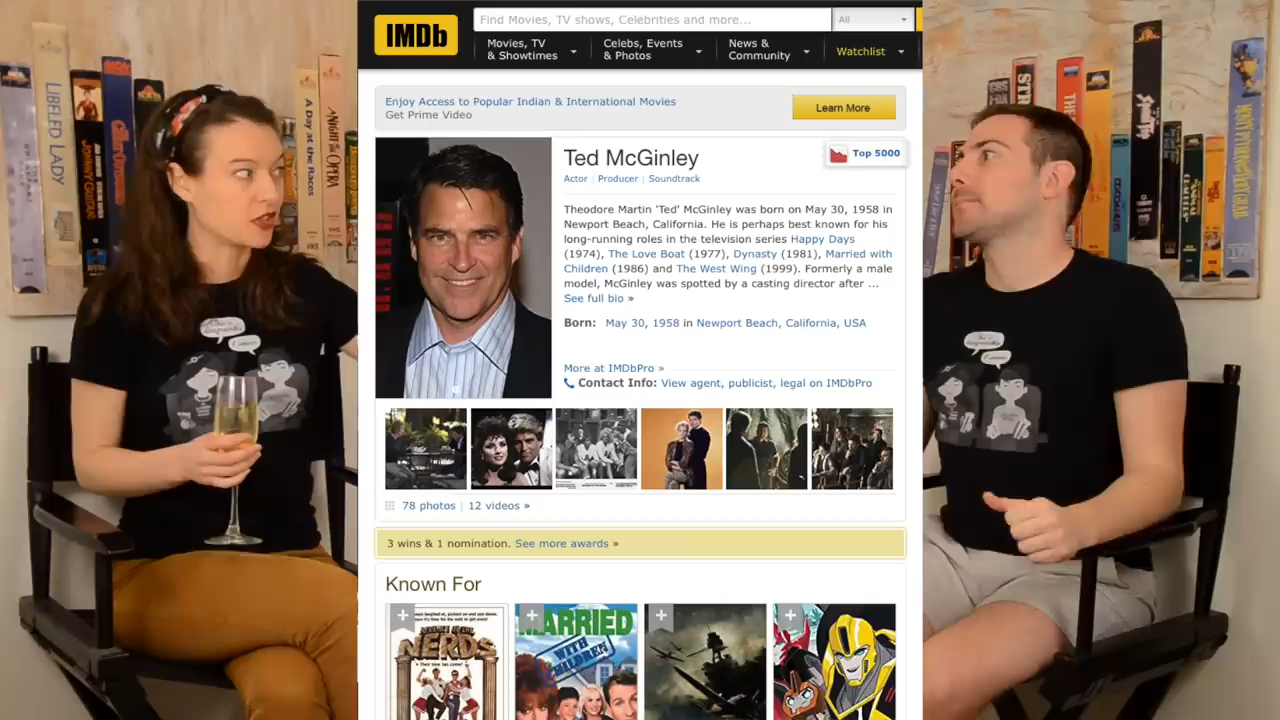 IMDb
Find Movies, TV shows, Celebrities and more...
All
Movies, TV
& Showtimes
Celebs, Events
& Photos
News &
Community
Watchlist
Enjoy Access to Popular Indian & International Movies
Get Prime Video
Learn More
Ted McGinley
Top 5000
Actor | Producer | Soundtrack
Theodore Martin 'Ted' McGinley was born on May 30, 1958 in
Newport Beach, California. He is perhaps best known for his
long-running roles in the television series Happy Days
(1974), The Love Boat (1977), Dynasty (1981), Married with
Children (1986) and The West Wing (1999). Formerly a male
model, McGinley was spotted by a casting director after ...
See full bio »
Born: May 30, 1958 in Newport Beach, California, USA
More at IMDbPro »
Contact Info: View agent, publicist, legal on IMDbPro
78 photos | 12 videos »
3 wins & 1 nomination. See more awards »
Known For
NERDS
MARRIED
WITH
CHILDREN
LIBELED LADY
JOHNNY GUITAR
A Day at the Races
A NIGHT AT THE OPERA